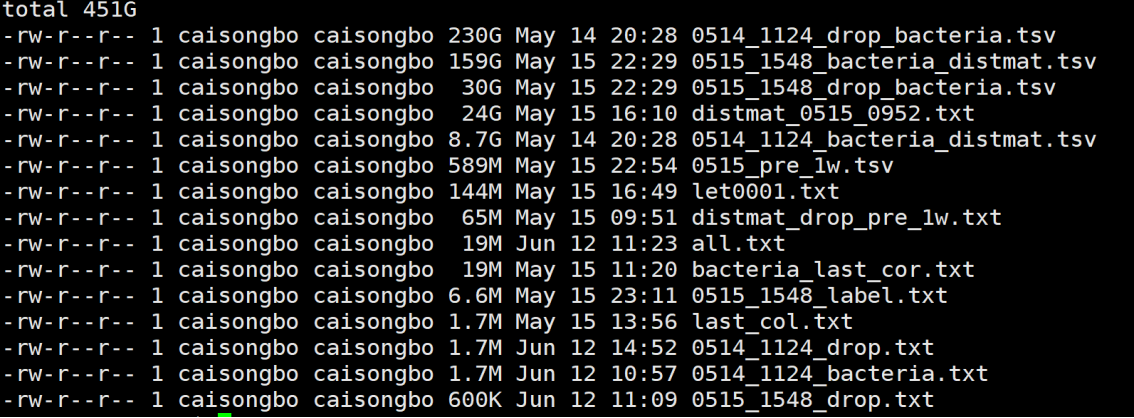 total 451G
-rw-r--r-- 1 caisongbo caisongbo 230G May 14 20:28 0514_1124_drop_bacteria.tsv
-rw-r--r-- 1 caisongbo caisongbo 159G May 15 22:29 0515_1548_bacteria_distmat.tsv
-rw-r--r-- 1 caisongbo caisongbo  30G May 15 22:29 0515_1548_drop_bacteria.tsv
-rw-r--r-- 1 caisongbo caisongbo  24G May 15 16:10 distmat_0515_0952.txt
-rw-r--r-- 1 caisongbo caisongbo 8.7G May 14 20:28 0514_1124_bacteria_distmat.tsv
-rw-r--r-- 1 caisongbo caisongbo 589M May 15 22:54 0515_pre_1w.tsv
-rw-r--r-- 1 caisongbo caisongbo 144M May 15 16:49 let0001.txt
-rw-r--r-- 1 caisongbo caisongbo  65M May 15 09:51 distmat_drop_pre_1w.txt
-rw-r--r-- 1 caisongbo caisongbo  19M Jun 12 11:23 all.txt
-rw-r--r-- 1 caisongbo caisongbo  19M May 15 11:20 bacteria_last_cor.txt
-rw-r--r-- 1 caisongbo caisongbo 6.6M May 15 23:11 0515_1548_label.txt
-rw-r--r-- 1 caisongbo caisongbo 1.7M May 15 13:56 last_col.txt
-rw-r--r-- 1 caisongbo caisongbo 1.7M Jun 12 14:52 0514_1124_drop.txt
-rw-r--r-- 1 caisongbo caisongbo 1.7M Jun 12 10:57 0514_1124_bacteria.txt
-rw-r--r-- 1 caisongbo caisongbo 600K Jun 12 11:09 0515_1548_drop.txt